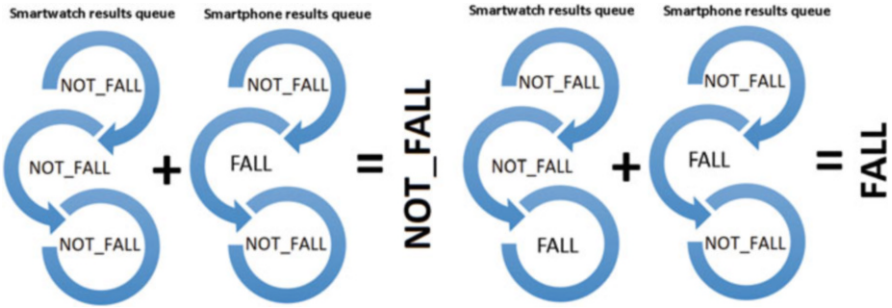 Smartwatch results queue
NOT_FALL
NOT_FALL
NOT_FALL
+
Smartphone results queue
NOT_FALL
FALL
NOT_FALL
=
NOT_FALL
Smartwatch results queue
NOT_FALL
NOT_FALL
FALL
+
Smartphone results queue
NOT_FALL
FALL
NOT_FALL
=
FALL